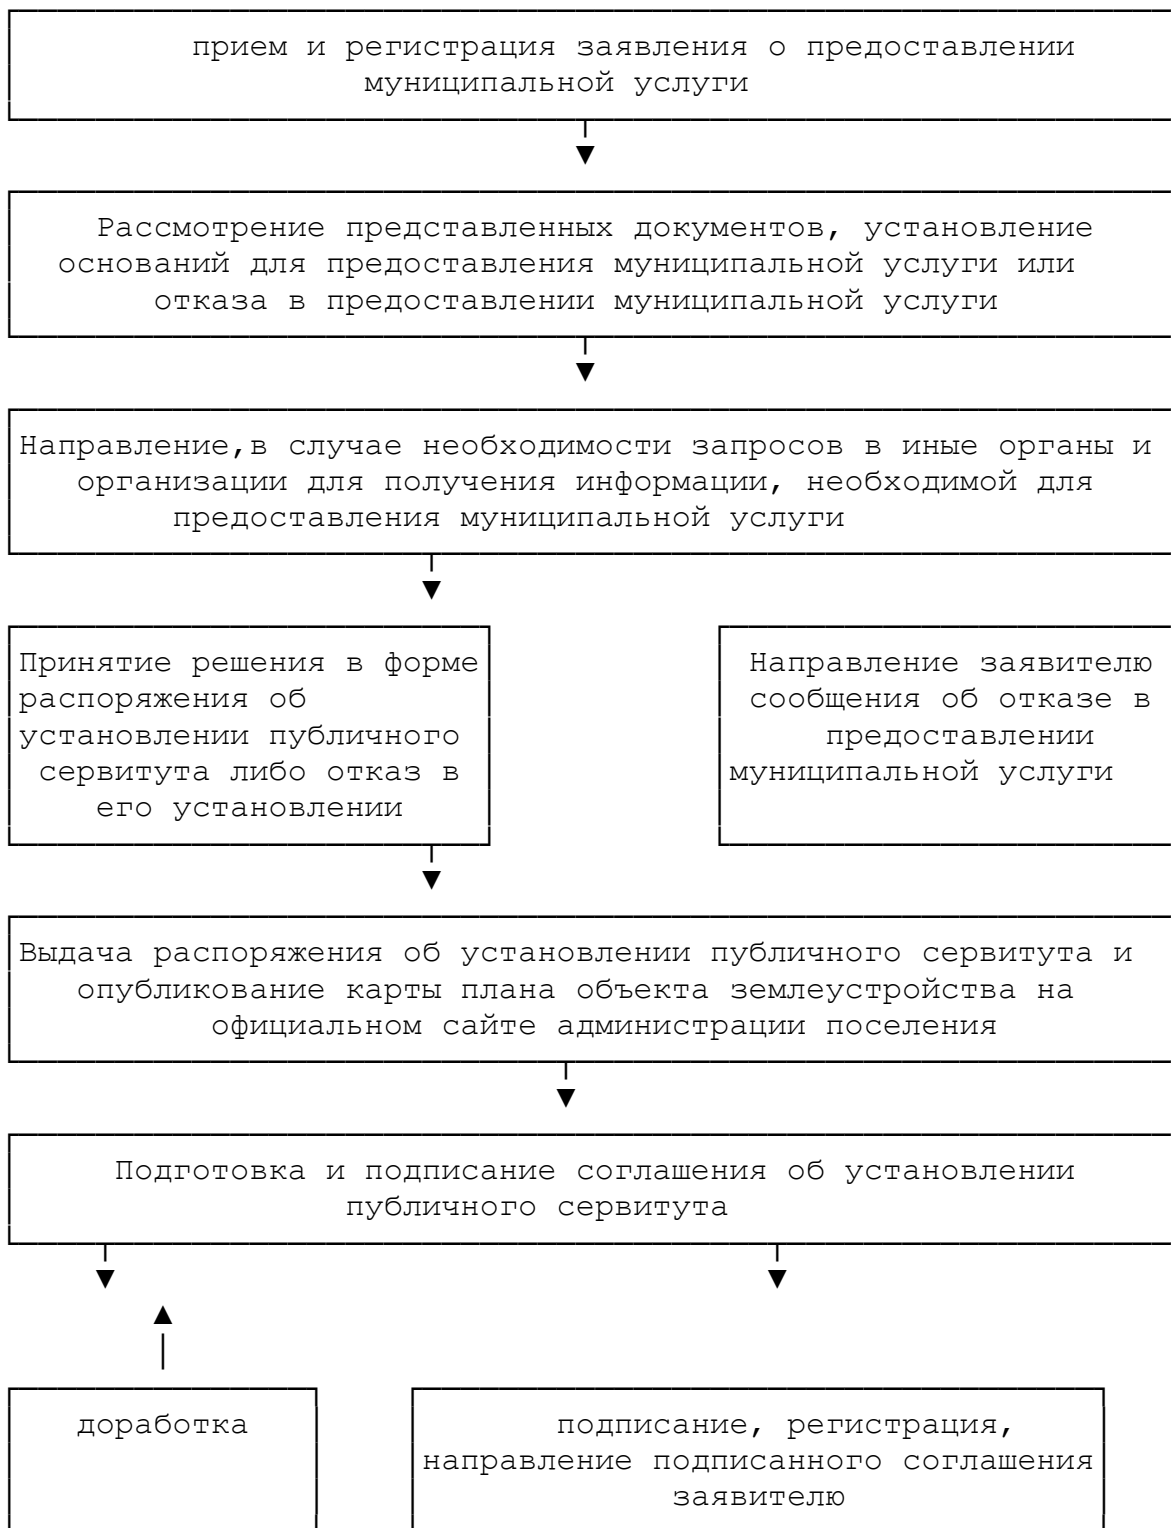 прием и регистрация заявления о предоставлении
муниципальной услуги
Рассмотрение представленных документов, установление
оснований для предоставления муниципальной услуги или
отказа в предоставлении муниципальной услуги
Направление,в случае необходимости запросов в иные органы и
организации для получения информации, необходимой для
предоставления муниципальной услуги
Принятие решения в форме
распоряжения об
установлении публичного
сервитута либо отказ в
его установлении
Направление заявителю
сообщения об отказе в
предоставлении
муниципальной услуги
Выдача распоряжения об установлении публичного сервитута и
опубликование карты плана объекта землеустройства на
официальном сайте администрации поселения
Подготовка и подписание соглашения об установлении
публичного сервитута
доработка
подписание, регистрация,
направление подписанного соглашения
заявителю